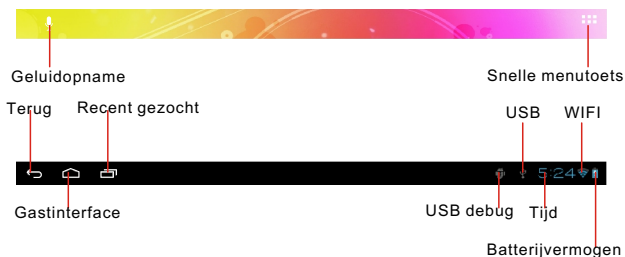 Geluidopname
Snelle menutoets
Terug
Recent gezocht
USB
WIFI
5:24
Gastinterface
USB debug
Tijd
Batterijvermogen